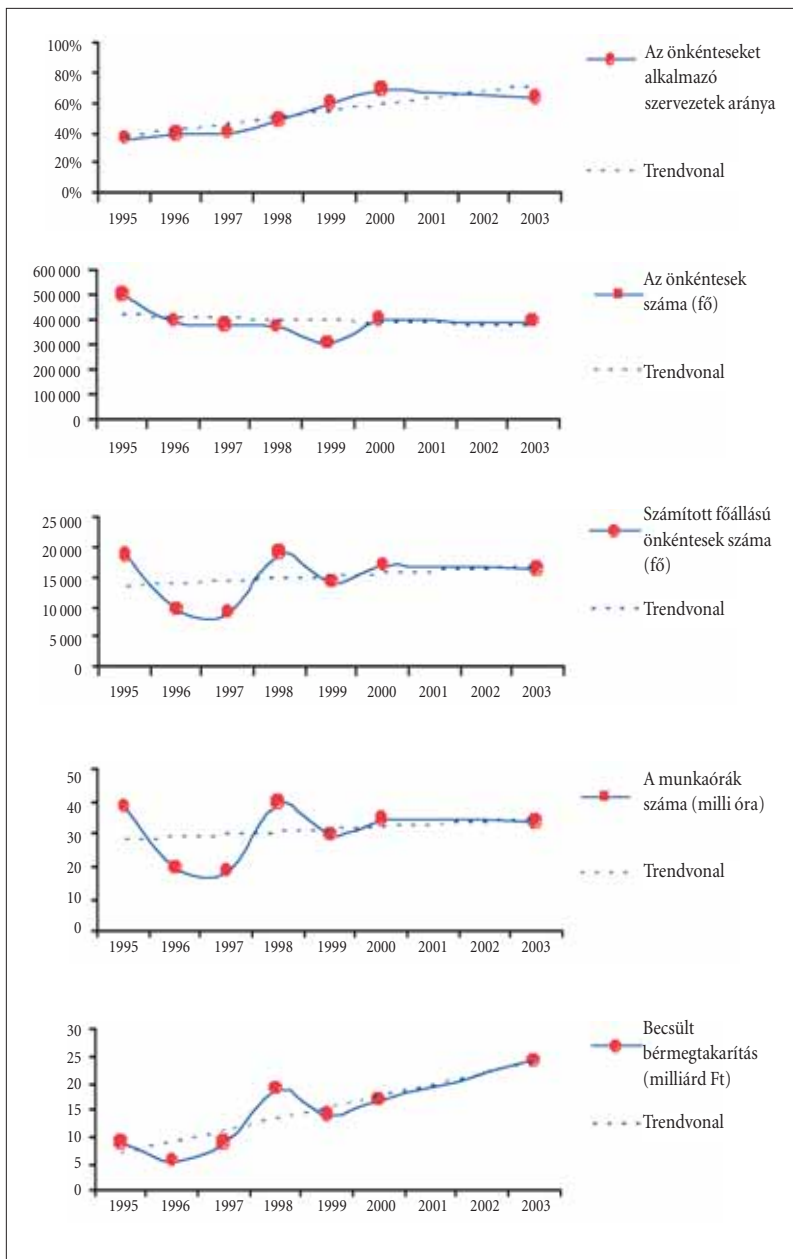 100%
80%
60%
40%
20%
0%
1995 1996 1997 1998 1999 2000 2001 2002 2003
Az önkénteseket
alkalmazó
szervezetek aránya
Trendvonal
600 000
500 000
400 000
300 000
200 000
100 000
0
1995 1996 1997 1998 1999 2000 2001 2002 2003
Az önkéntesek
száma (fő)
Trendvonal
25 000
20 000
15 000
10 000
5 000
0
1995 1996 1997 1998 1999 2000 2001 2002 2003
Számított főállású
önkéntesek száma
(fő)
Trendvonal
50
40
30
20
10
0
1995 1996 1997 1998 1999 2000 2001 2002 2003
A munkaórák
száma (milli óra)
Trendvonal
30
25
20
15
10
5
0
1995 1996 1997 1998 1999 2000 2001 2002 2003
Becsült
bérmegtakarítás
(milliárd Ft)
Trendvonal